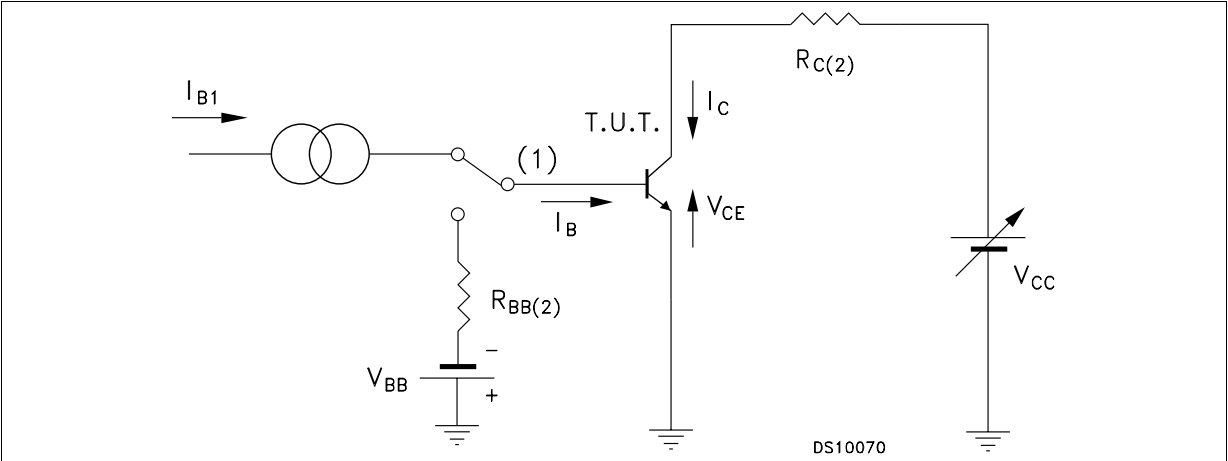 R_C(2)
I_B1
I_C
T.U.T.
(1)
V_CE
I_B
R_BB(2)
V_CC
−
V_BB
+
DS10070